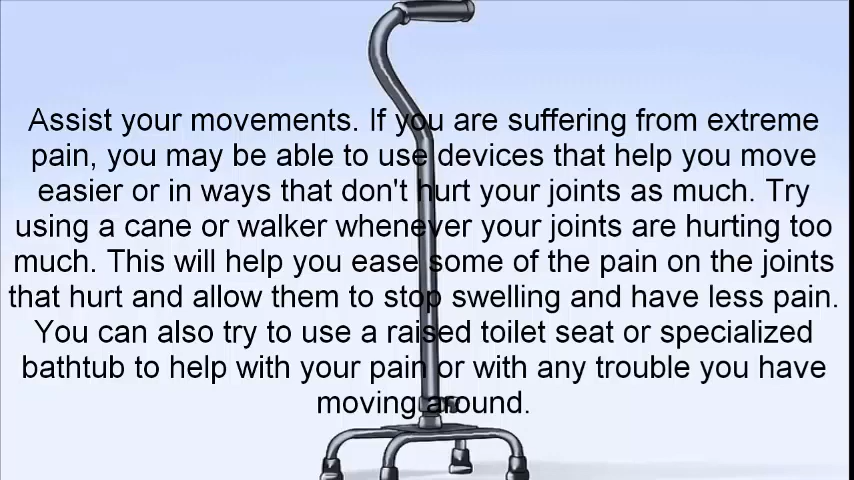 Assist your movements. If you are suffering from extreme
pain, you may be able to use devices that help you move
easier or in ways that don't hurt your joints as much. Try
using a cane or walker whenever your joints are hurting too
much. This will help you ease some of the pain on the joints
that hurt and allow them to stop swelling and have less pain.
You can also try to use a raised toilet seat or specialized
bathtub to help with your pain or with any trouble you have
moving around.